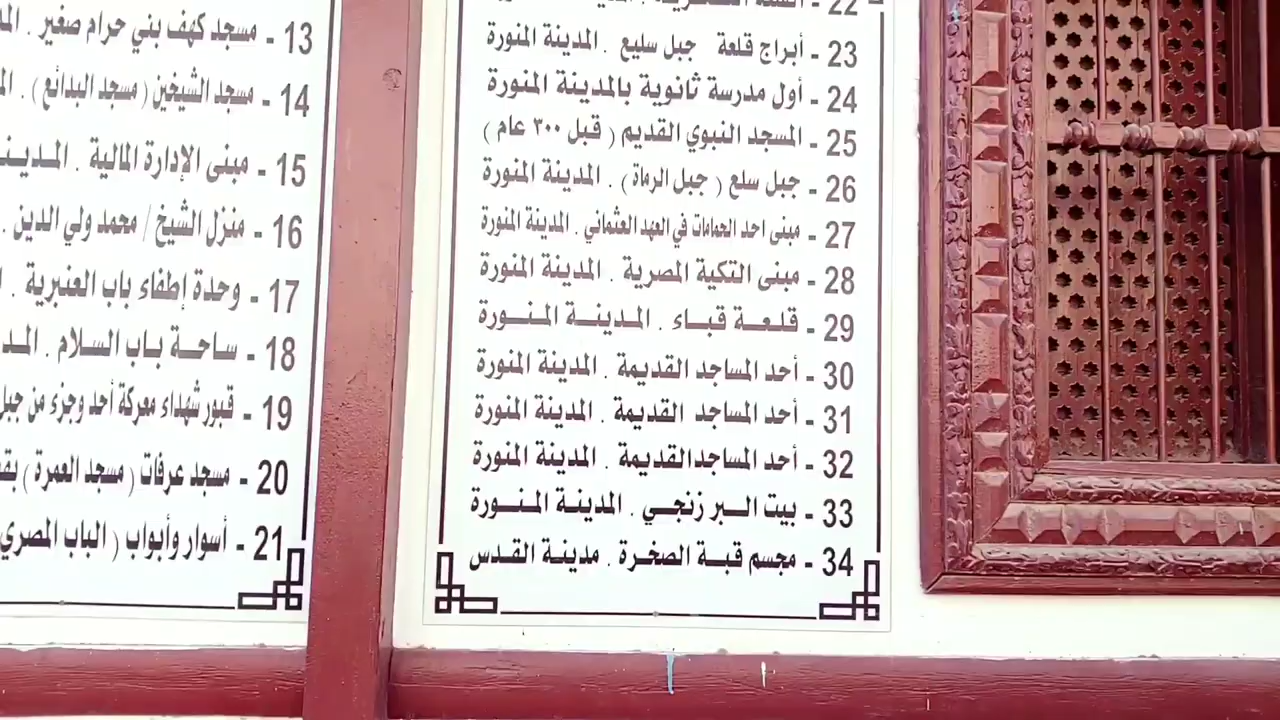 13 - مسجد كهف بني حرام صغير .
14 - مسجد الشيخين ( مسجد البدائع ) .
15 - مبنى الإدارة المالية .
16 - منزل الشيخ / محمد ولي الدين .
17 - وحدة إطفاء باب العنبرية .
18 - ساحة باب السلام .
19 - قبور شهداء معركة أحد وجزء من
20 - مسجد عرفات ( مسجد العمرة )
21 - أسوار وأبواب ( الباب المصري
22 -
23 - أبراج قلعة جبل سليع . المدينة المنورة
24 - أول مدرسة ثانوية بالمدينة المنورة
25 - المسجد النبوي القديم ( قبل ٣٠٠ عام )
26 - جبل سلع ( جبل الرماة ) . المدينة المنورة
27 - مبنى احد الحمامات في العهد العثماني . المدينة المنورة
28 - مبنى التكية المصرية . المدينة المنورة
29 - قلعة قباء . المدينة المنورة
30 - أحد المساجد القديمة . المدينة المنورة
31 - أحد المساجد القديمة . المدينة المنورة
32 - أحد المساجد القديمة . المدينة المنورة
33 - بيت البر زنجي . المدينة المنورة
34 - مجسم قبة الصخرة . مدينة القدس